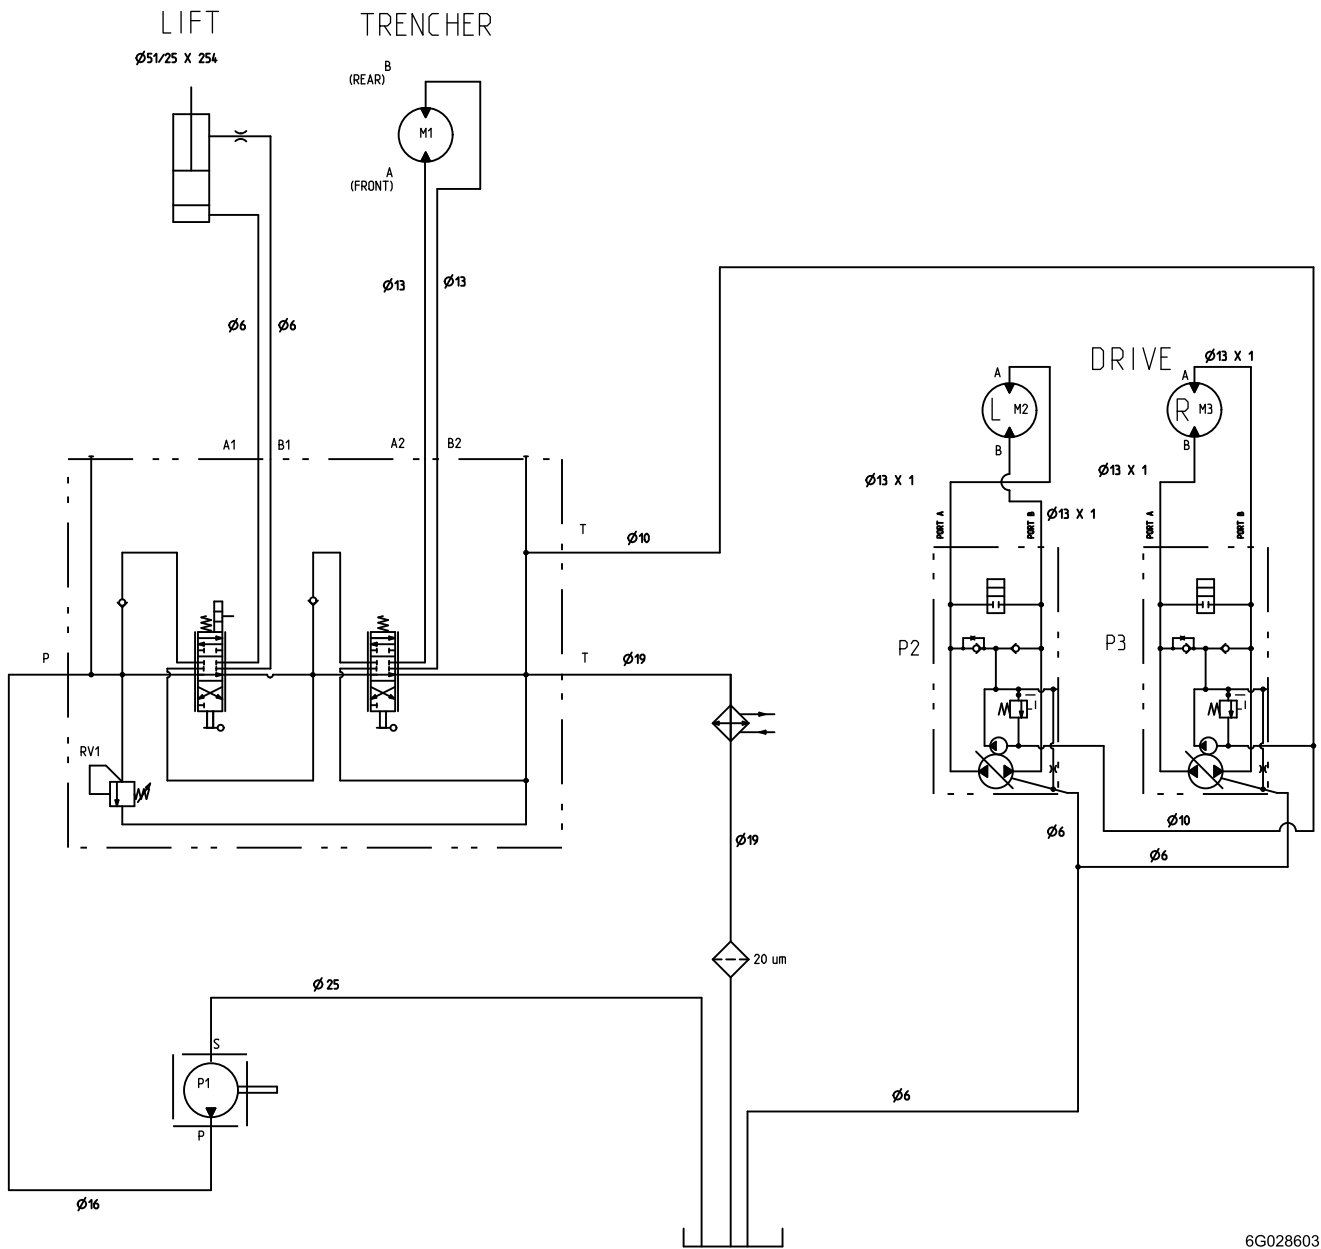 LIFT
TRENCHER
Ø51/25 X 254
B
(REAR)
M1
A
(FRONT)
Ø13
Ø13
Ø6
Ø6
DRIVE
Ø13 X 1
A
A
L
M2
R
M3
B
B
A1
B1
A2
B2
Ø13 X 1
Ø13 X 1
PORT A
PORT B
Ø13 X 1
PORT A
PORT B
T
Ø10
P2
P3
P
T
Ø19
RV1
Ø19
Ø6
Ø10
Ø6
20 um
Ø 25
S
P1
P
Ø6
Ø16
6G028603